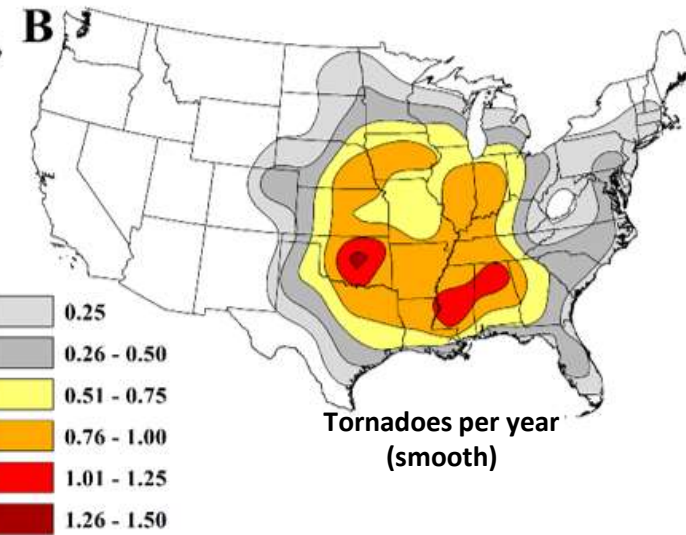 B
0.25
0.26 - 0.50
0.51 - 0.75
0.76 - 1.00
1.01 - 1.25
1.26 - 1.50
Tornadoes per year
(smooth)